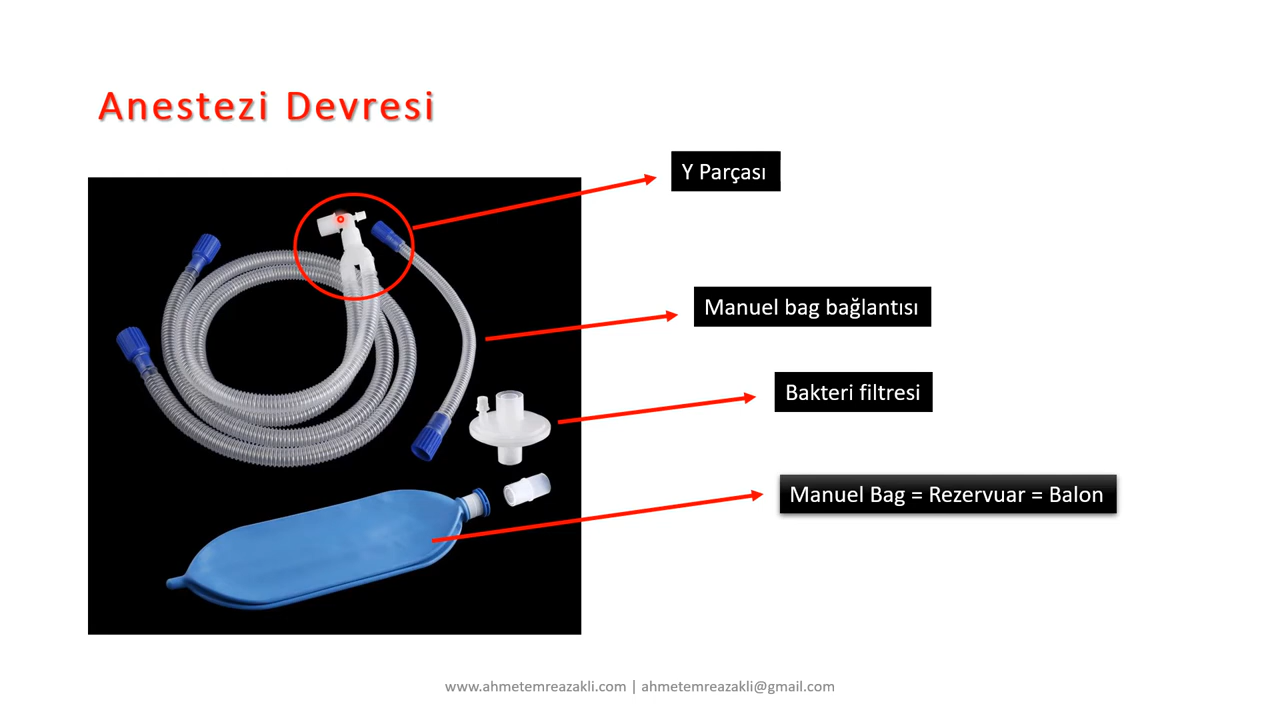 Anestezi Devresi
Y Parçası
Manuel bag bağlantısı
Bakteri filtresi
Manuel Bag = Rezervuar = Balon
www.ahmetemreazakli.com | ahmetemreazakli@gmail.com